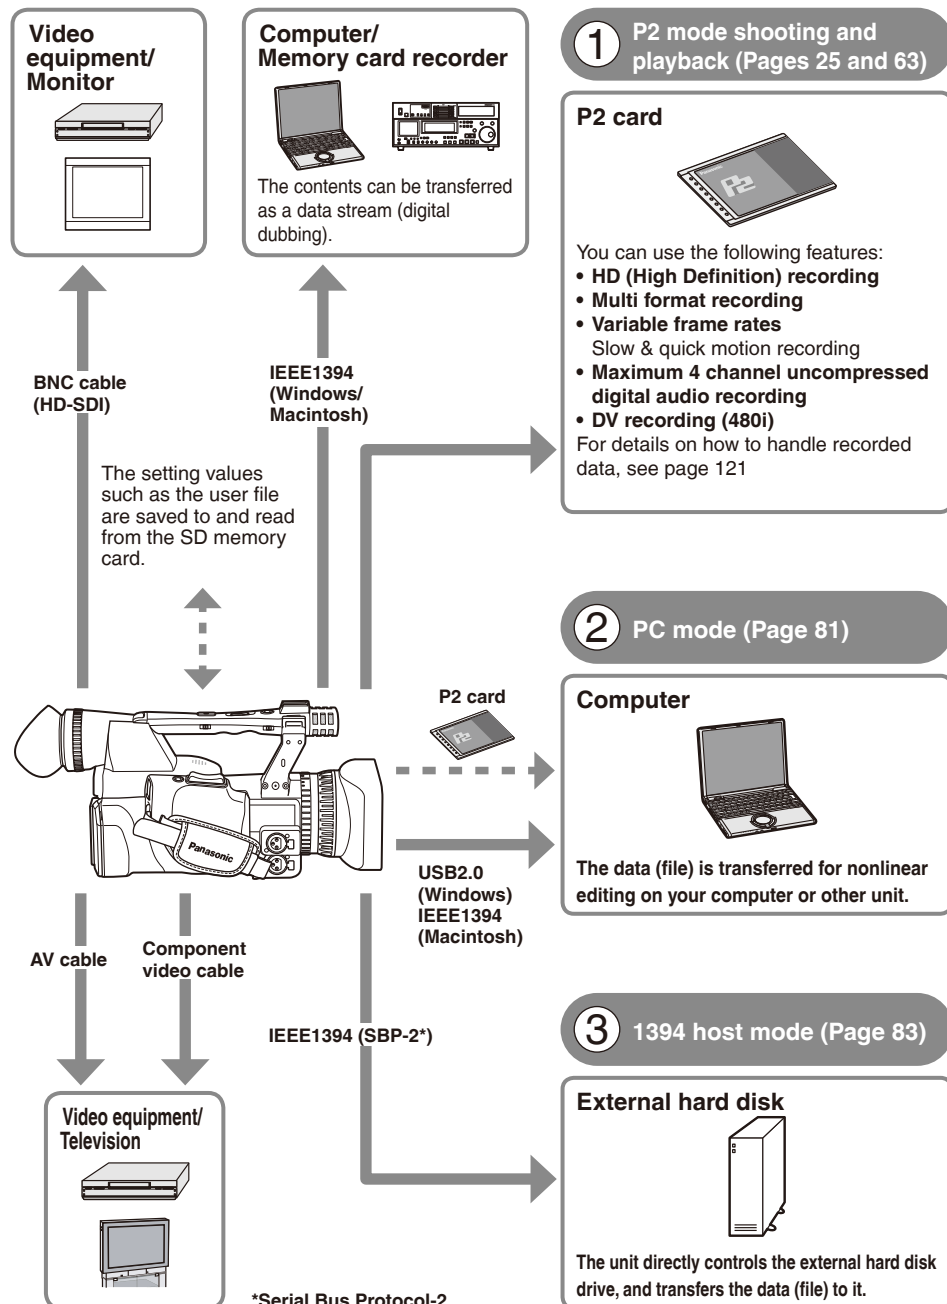 Video
equipment/
Monitor
Computer/
Memory card recorder
The contents can be transferred
as a data stream (digital
dubbing).
1
P2 mode shooting and
playback (Pages 25 and 63)
P2 card
Panasonic
P2
You can use the following features:
• HD (High Definition) recording
• Multi format recording
• Variable frame rates
Slow & quick motion recording
• Maximum 4 channel uncompressed
digital audio recording
• DV recording (480i)
For details on how to handle recorded
data, see page 121
BNC cable
(HD-SDI)
IEEE1394
(Windows/
Macintosh)
The setting values
such as the user file
are saved to and read
from the SD memory
card.
2
PC mode (Page 81)
P2 card
P2
Computer
The data (file) is transferred for nonlinear
editing on your computer or other unit.
Panasonic
USB2.0
(Windows)
IEEE1394
(Macintosh)
AV cable
Component
video cable
IEEE1394 (SBP-2*)
3
1394 host mode (Page 83)
External hard disk
The unit directly controls the external hard disk
drive, and transfers the data (file) to it.
Video equipment/
Television
*Serial Bus Protocol-2